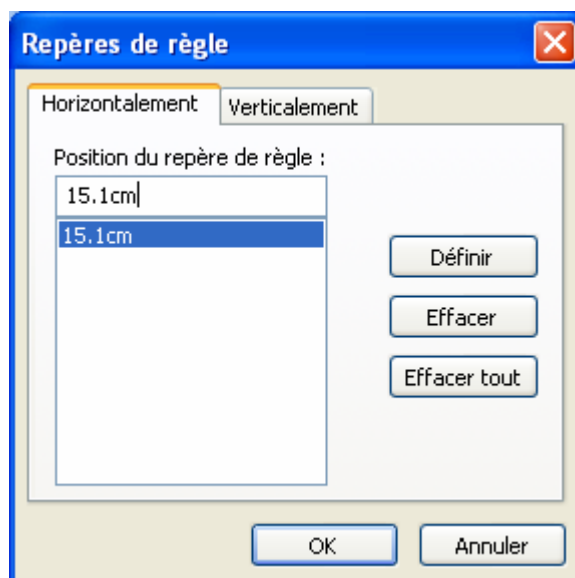 Repères de règle
Horizontalement
Verticalement
Position du repère de règle :
15.1cm
15.1cm
Définir
Effacer
Effacer tout
OK
Annuler